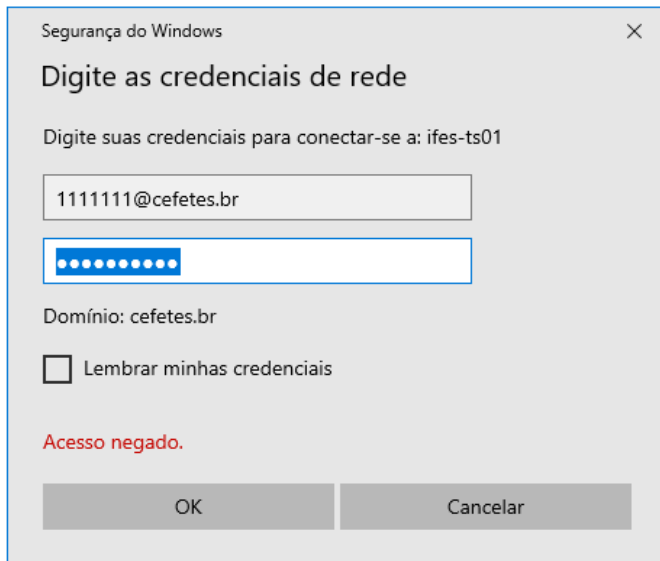 Segurança do Windows
Digite as credenciais de rede
Digite suas credenciais para conectar-se a: ifes-ts01
1111111@cefetes.br
••••••••••
Domínio: cefetes.br
Lembrar minhas credenciais
Acesso negado.
OK Cancelar